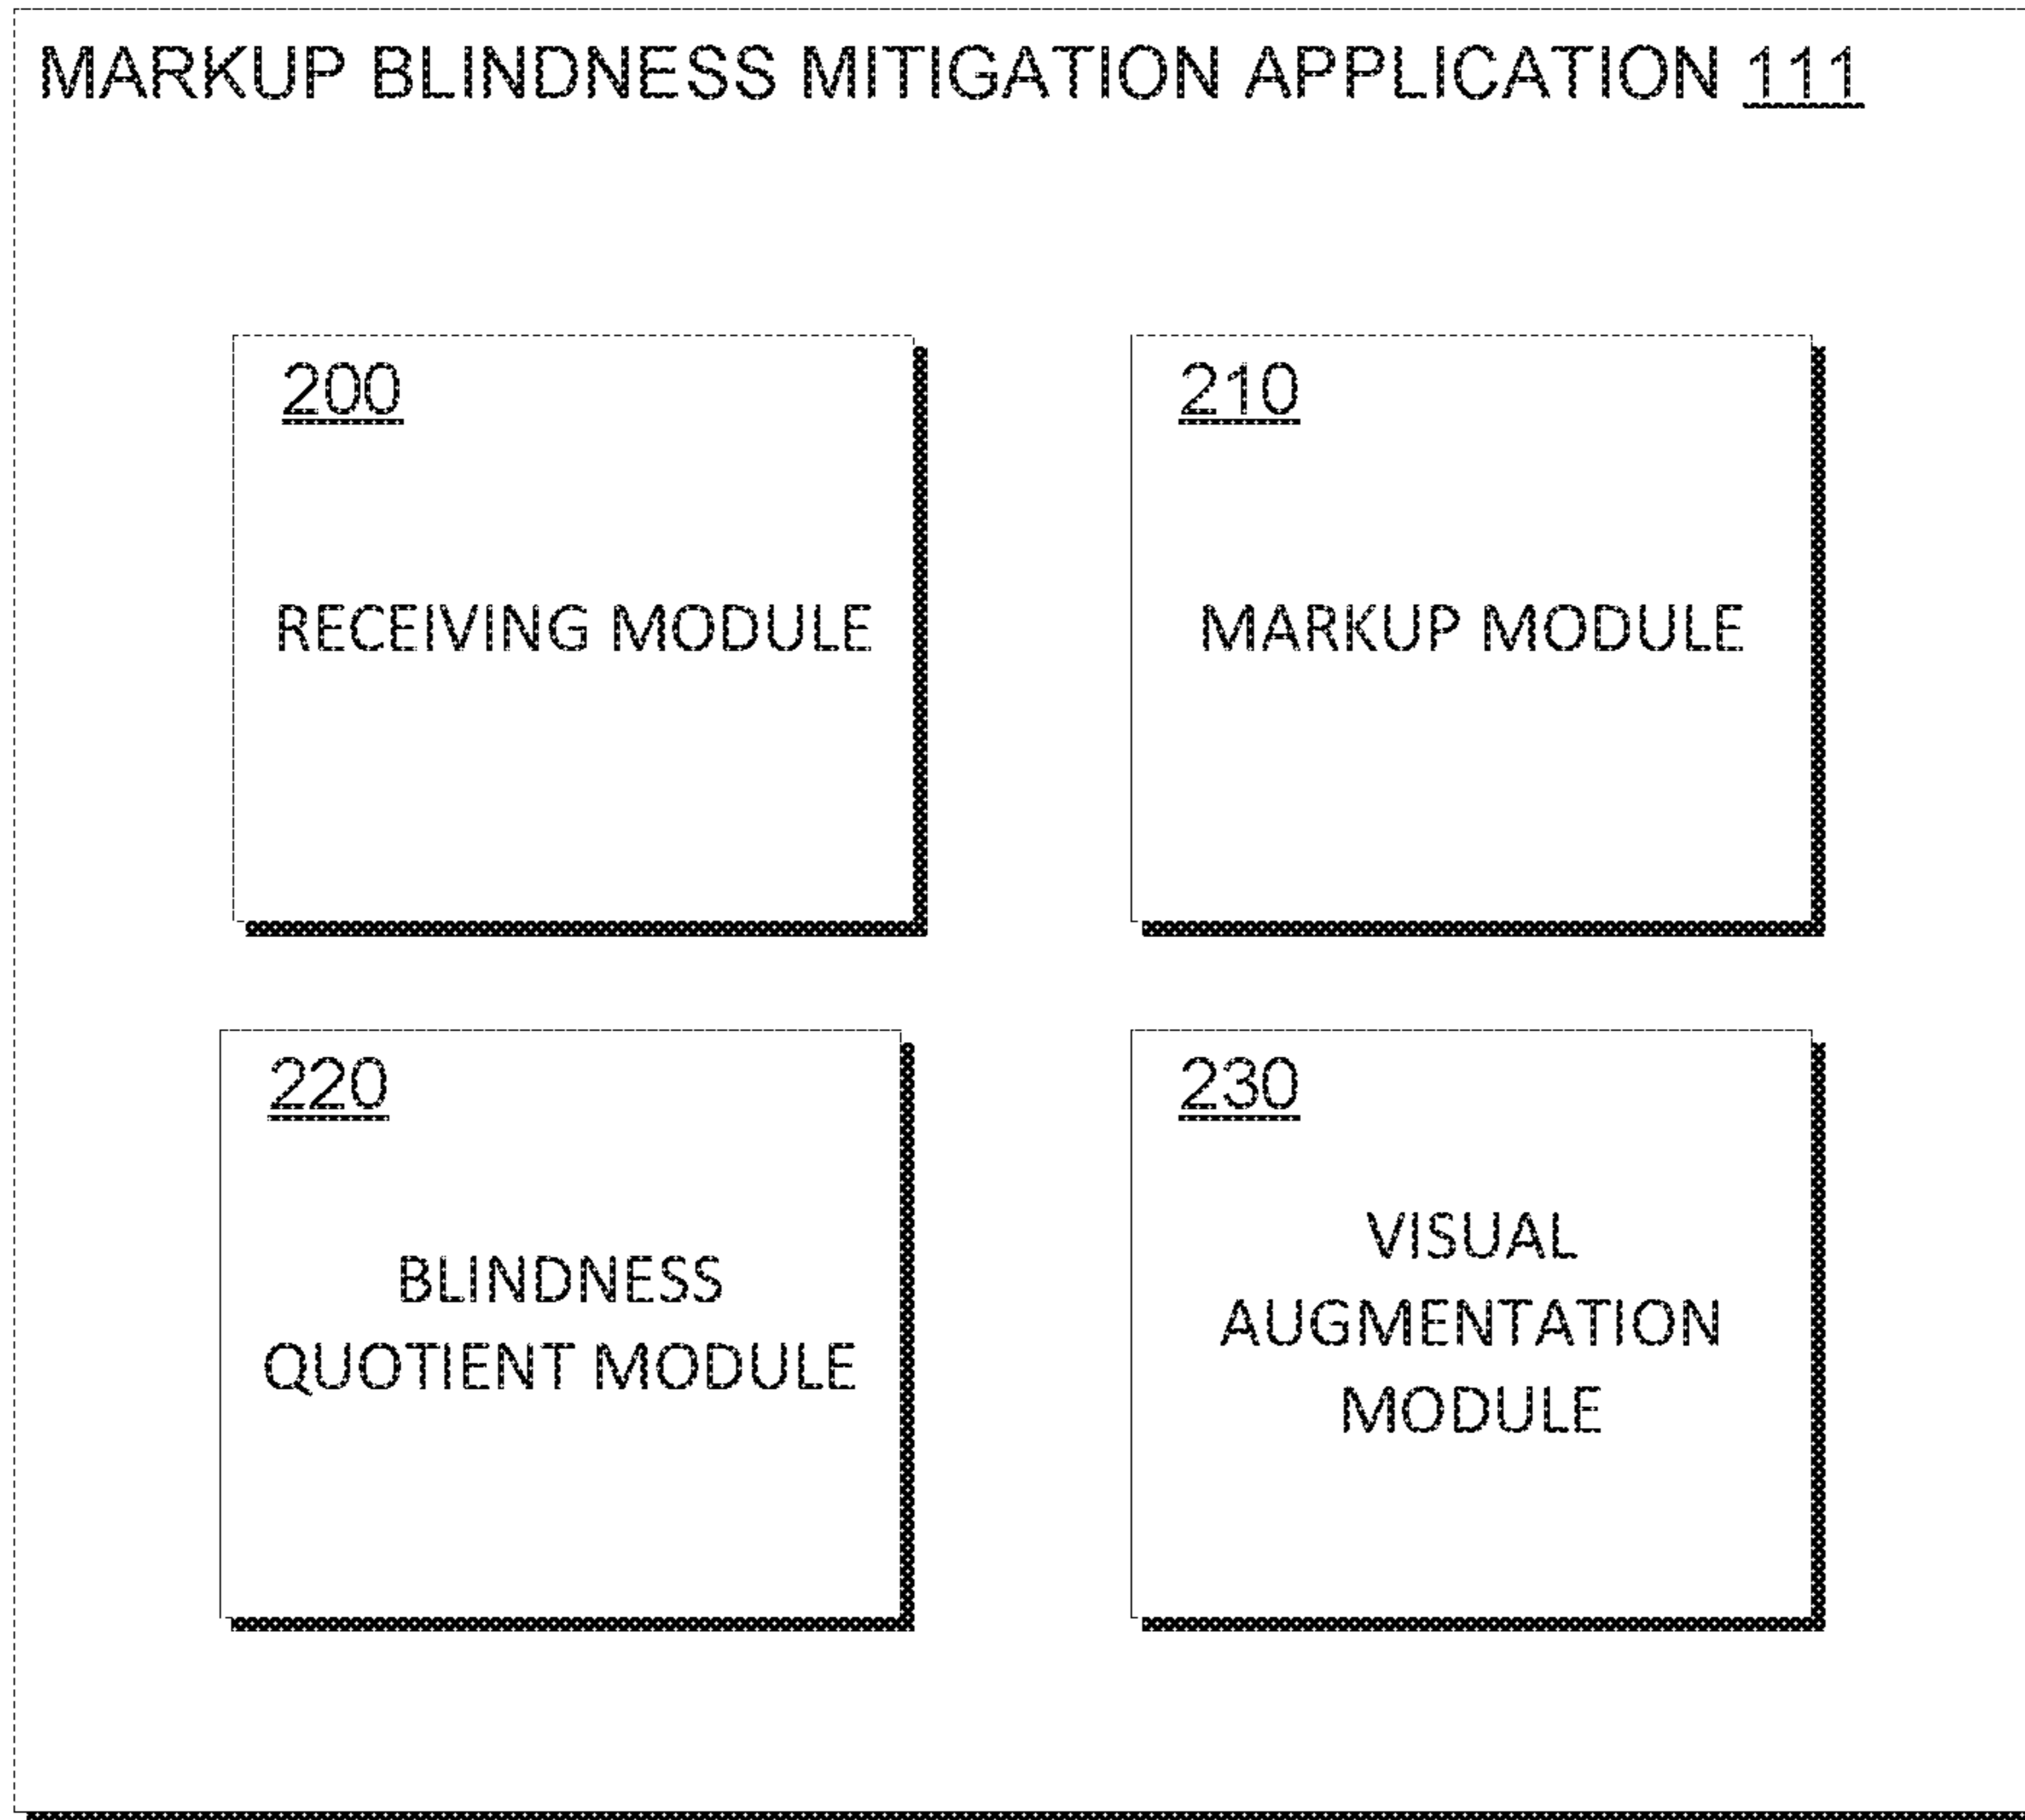 MARKUP BLINDNESS MITIGATION APPLICATION 111
200
RECEIVING MODULE
210
MARKUP MODULE
220
BLINDNESS
QUOTIENT MODULE
230
VISUAL
AUGMENTATION
MODULE